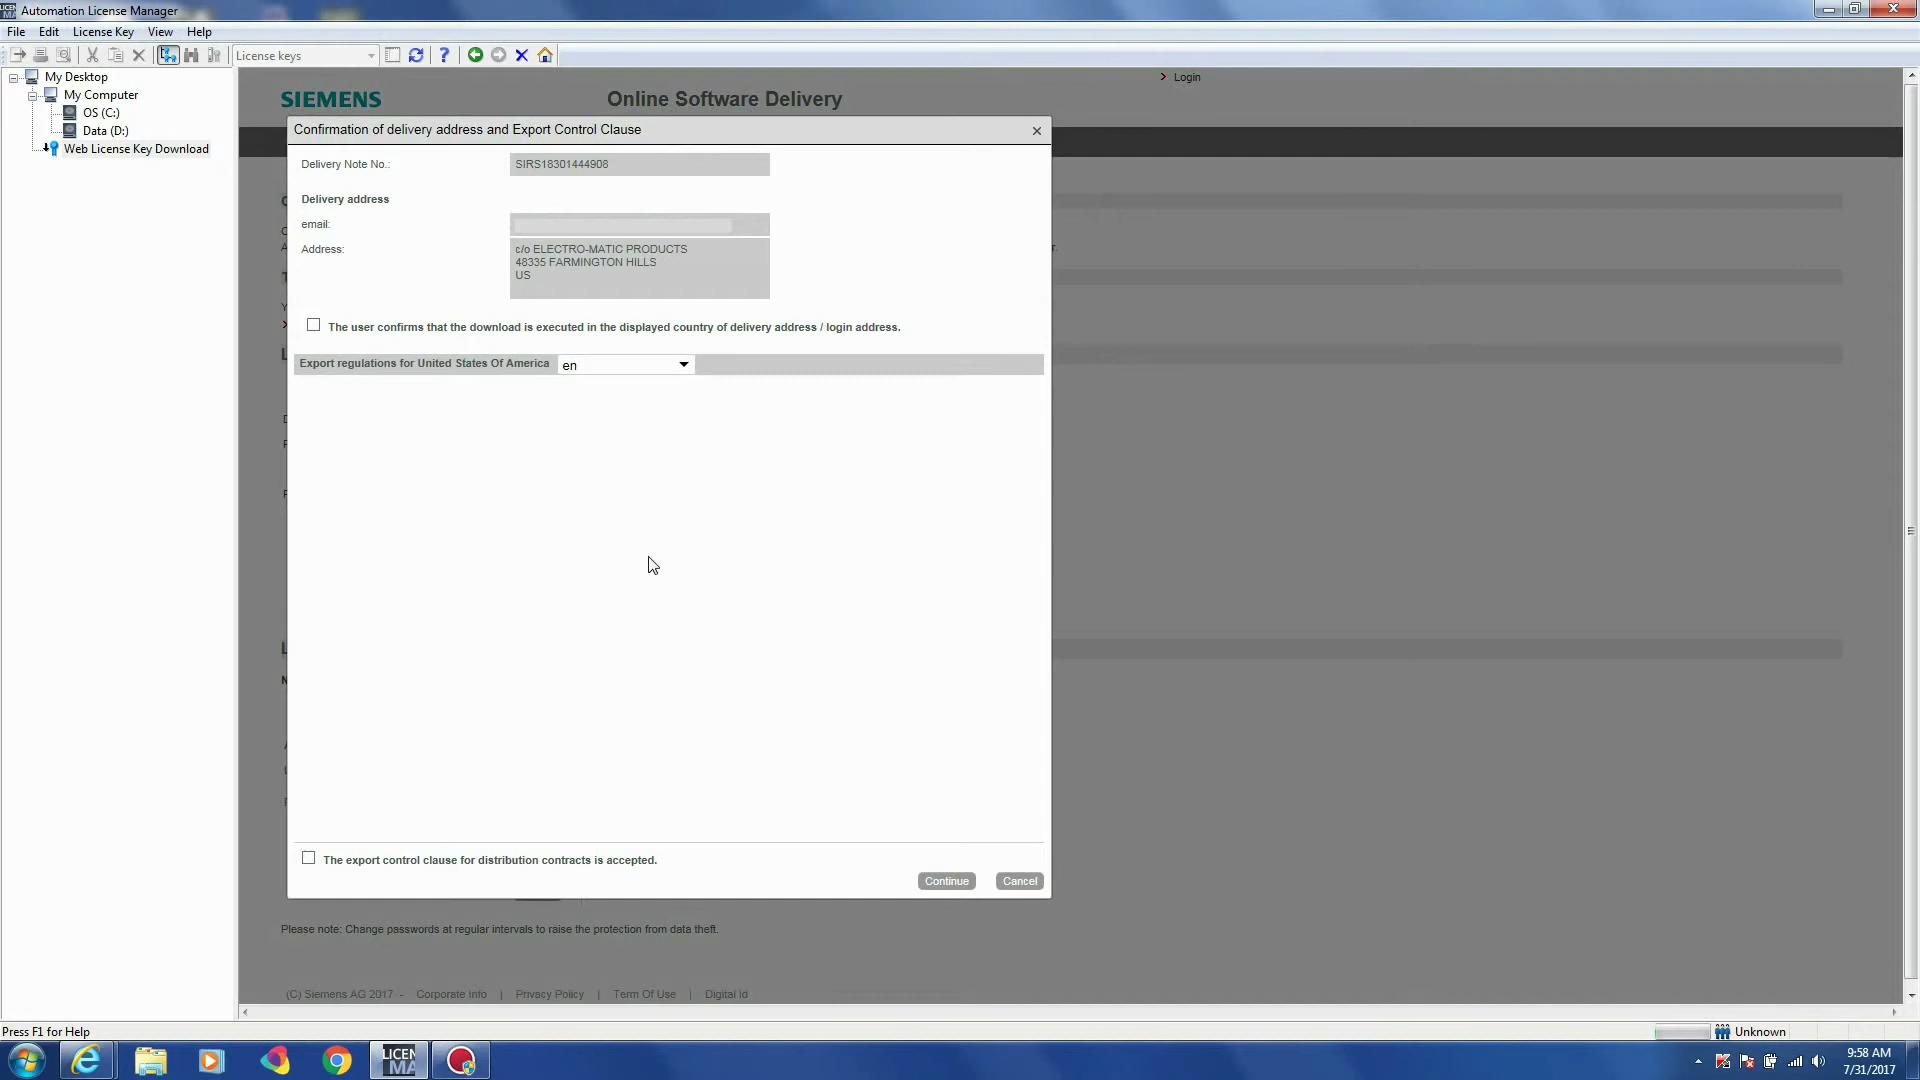 Automation License Manager
File Edit License Key View Help
License keys
My Desktop
My Computer
OS (C:)
Data (D:)
Web License Key Download
Login
SIEMENS
Online Software Delivery
Confirmation of delivery address and Export Control Clause
Delivery Note No.: SIRS18301444908
Delivery address
email:
Address: c/o ELECTRO-MATIC PRODUCTS
48335 FARMINGTON HILLS
US
The user confirms that the download is executed in the displayed country of delivery address / login address.
Export regulations for United States Of America en
The export control clause for distribution contracts is accepted.
Continue Cancel
Please note: Change passwords at regular intervals to raise the protection from data theft.
(C) Siemens AG 2017 - Corporate Info | Privacy Policy | Term Of Use | Digital Id
Press F1 for Help
Unknown
LICEN
MA
9:58 AM
7/31/2017